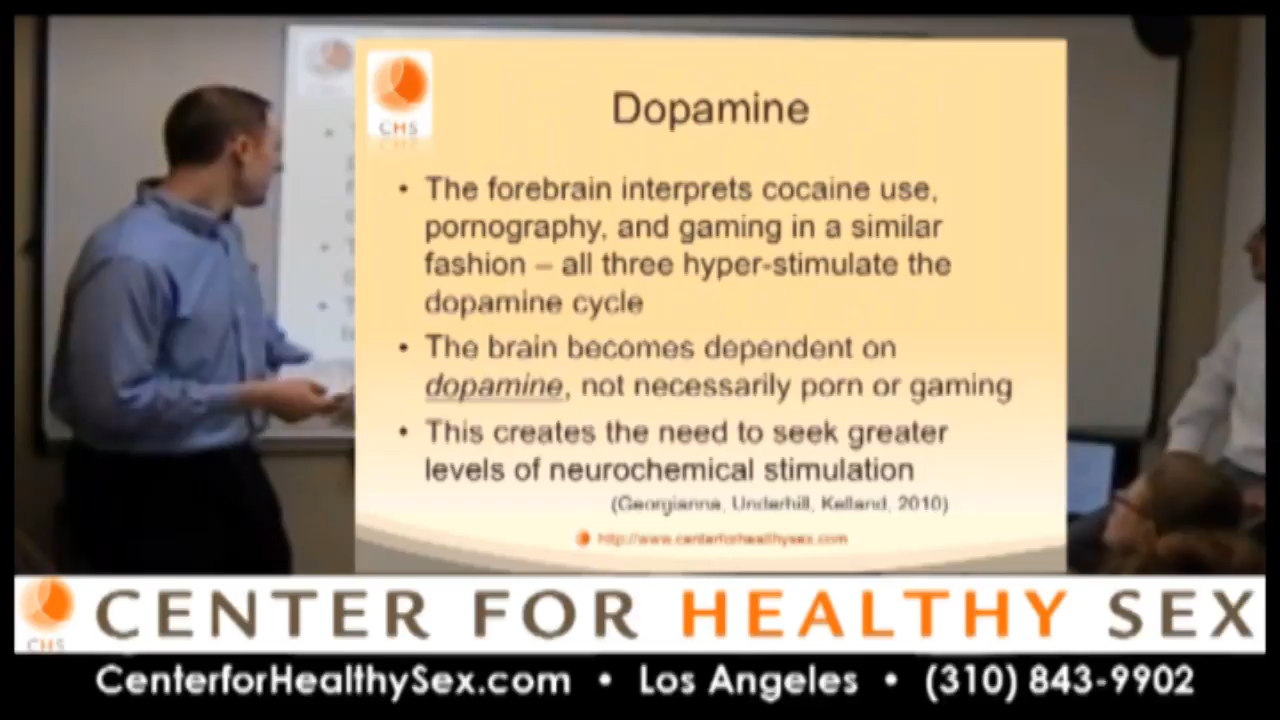 CHS
Dopamine
• The forebrain interprets cocaine use,
pornography, and gaming in a similar
fashion – all three hyper-stimulate the
dopamine cycle
• The brain becomes dependent on
dopamine, not necessarily porn or gaming
• This creates the need to seek greater
levels of neurochemical stimulation
(Georgianna, Underhill, Kelland, 2010)
http://www.centerforhealthysex.com
CHS
CENTER FOR HEALTHY SEX
CenterforHealthySex.com • Los Angeles • (310) 843-9902